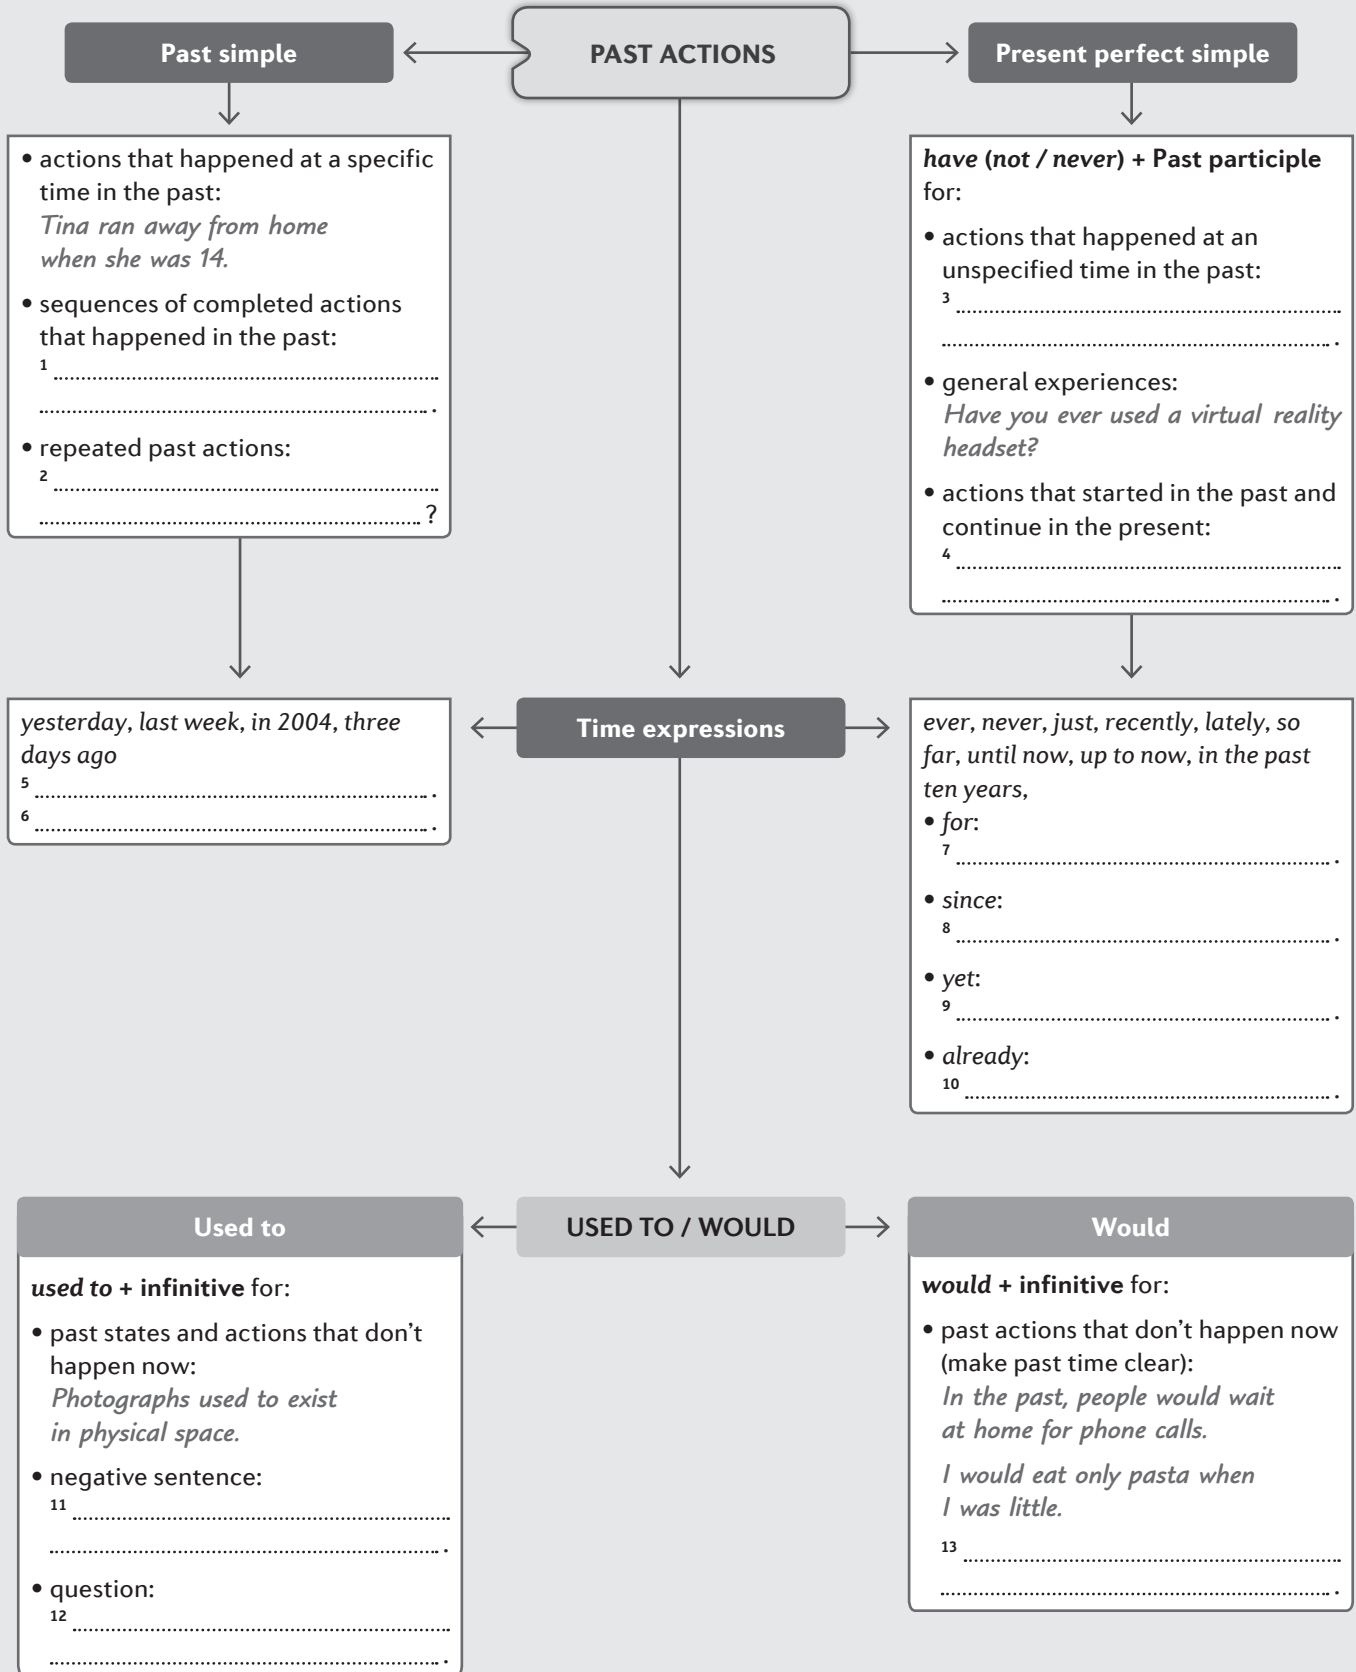 PAST ACTIONS
Past simple
• actions that happened at a specific
time in the past:
Tina ran away from home
when she was 14.
• sequences of completed actions
that happened in the past:
1
.
• repeated past actions:
2
?
Present perfect simple
have (not / never) + Past participle
for:
• actions that happened at an
unspecified time in the past:
3
.
• general experiences:
Have you ever used a virtual reality
headset?
• actions that started in the past and
continue in the present:
4
.
Time expressions
yesterday, last week, in 2004, three
days ago
5 .
6 .
ever, never, just, recently, lately, so
far, until now, up to now, in the past
ten years,
• for:
7 .
• since:
8 .
• yet:
9 .
• already:
10 .
USED TO / WOULD
Used to
used to + infinitive for:
• past states and actions that don't
happen now:
Photographs used to exist
in physical space.
• negative sentence:
11
.
• question:
12
.
Would
would + infinitive for:
• past actions that don't happen now
(make past time clear):
In the past, people would wait
at home for phone calls.
I would eat only pasta when
I was little.
13
.